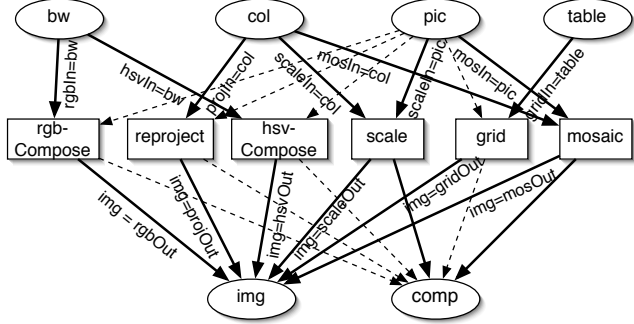 bw
col
pic
table
rgbIn=bw
hsvIn=bw
projIn=col
scaleIn=col
mosIn=col
scaleIn=pic
mosIn=pic
gridIn=table
rgb-
Compose
reproject
hsv-
Compose
scale
grid
mosaic
img = rgbOut
img=projOut
img=hsvOut
img=scaleOut
img=gridOut
img=mosOut
img
comp